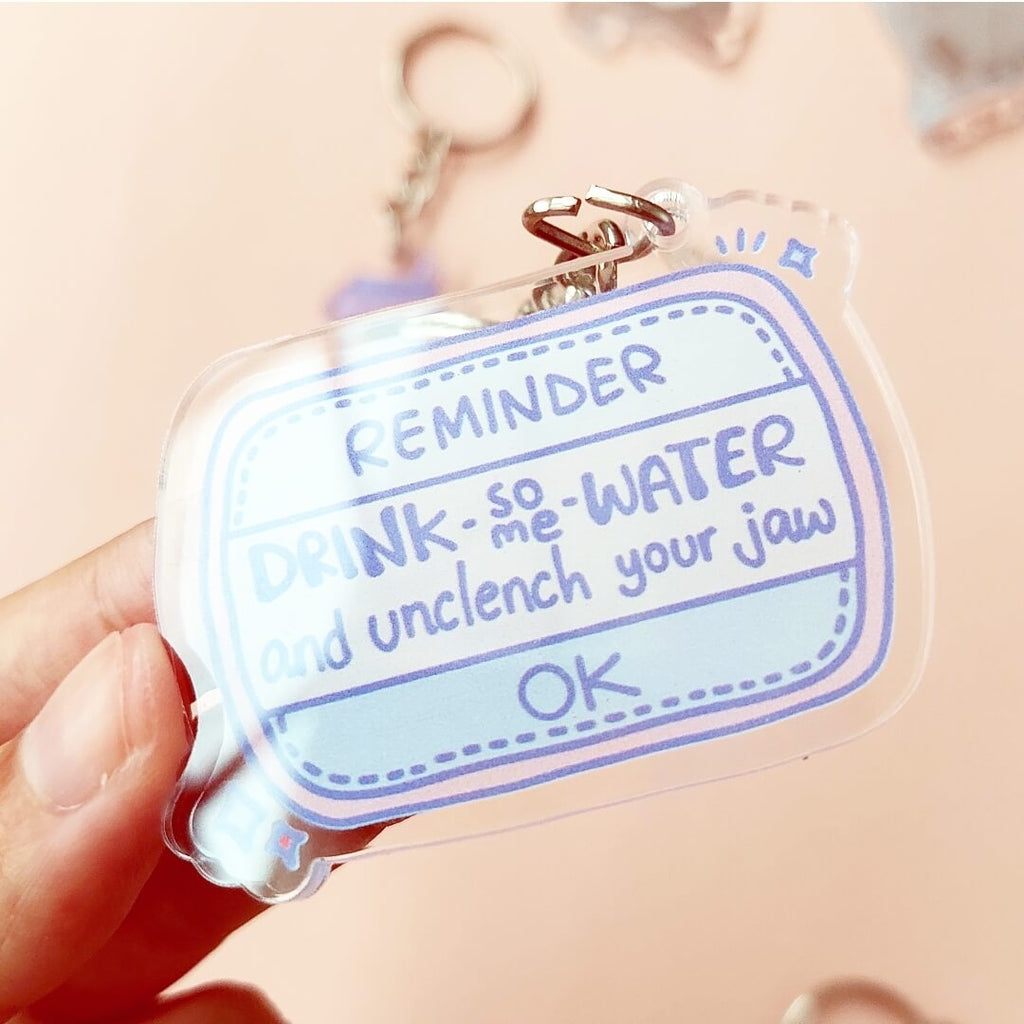 REMINDER
DRINK-so me-WATER
and unclench your jaw
OK